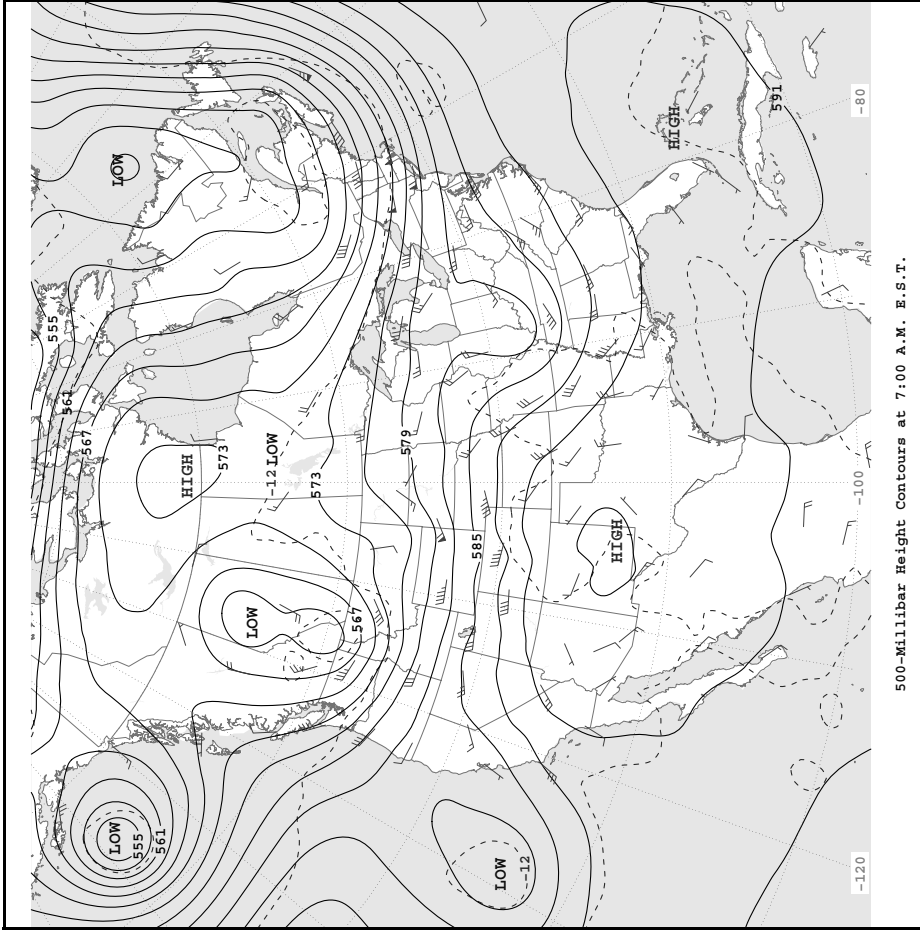 LOW
555
561
567
573
HIGH
-12
LOW
573
579
LOW
567
585
LOW
555
561
LOW
-12
HIGH
HIGH
591
-80
-100
-120
500-Millibar Height Contours at 7:00 A.M. E.S.T.